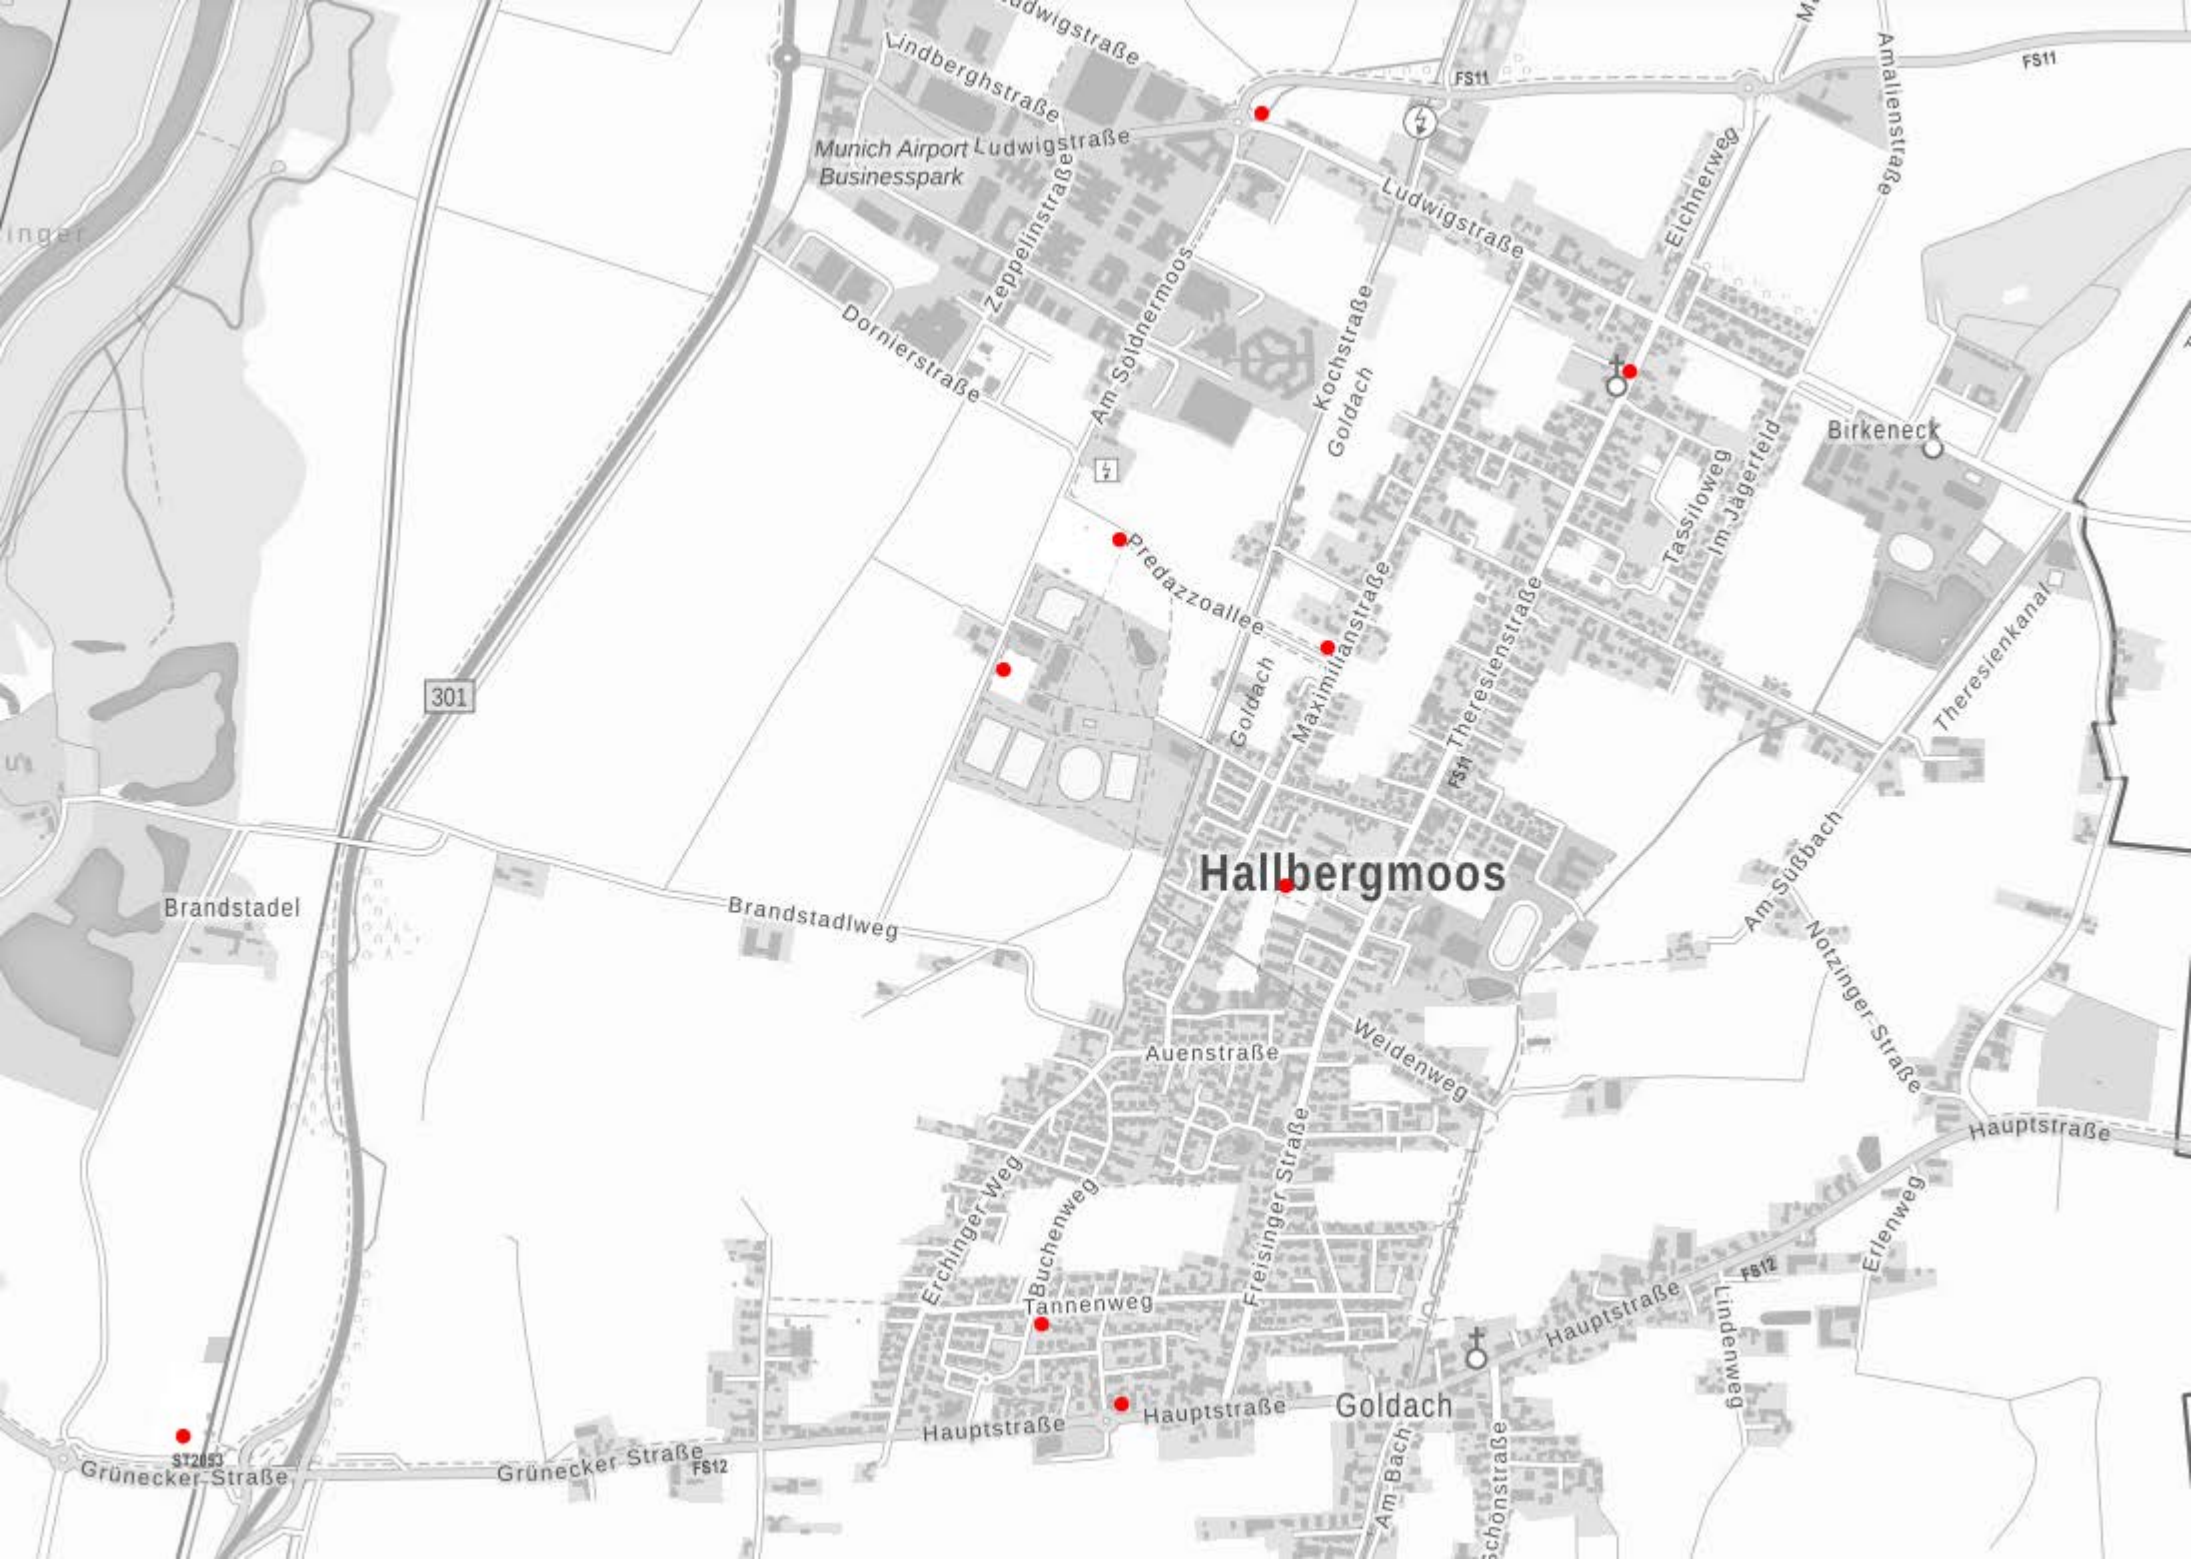 Ludwigstraße
Lindberghstraße
FS11
FS11
Amalienstraße
Munich Airport
Businesspark
Ludwigstraße
Zeppelinstraße
Eichnerweg
Ludwigstraße
inger
Am Söldnermoos
Dornierstraße
Kochstraße
Goldach
Birkeneck
Tassiloweg
Im Jägerfeld
Predazzoallee
Maximilianstraße
Theresienstraße
Theresienkanal
Goldach
301
FS11
Hallbergmoos
Brandstadel
Brandstadlweg
Am Süßbach
Notzinger-Straße
Auenstraße
Weidenweg
Hauptstraße
Erchinger Weg
Buchenweg
Freisinger Straße
Erlenweg
FS12
Tannenweg
Hauptstraße
Lindenweg
Goldach
Hauptstraße
Hauptstraße
ST2053
Grünecker-Straße
Grünecker Straße
FS12
Am-Bach
Schönstraße